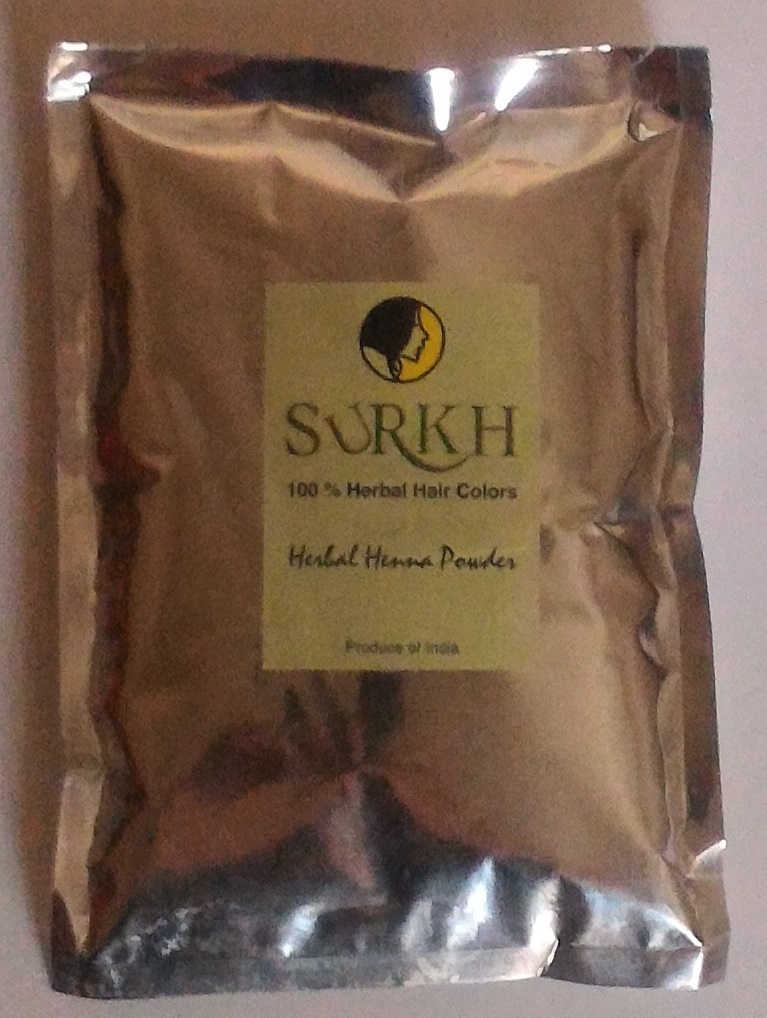 SURKH
100 % Herbal Hair Colors
Herbal Henna Powder
Produce of India